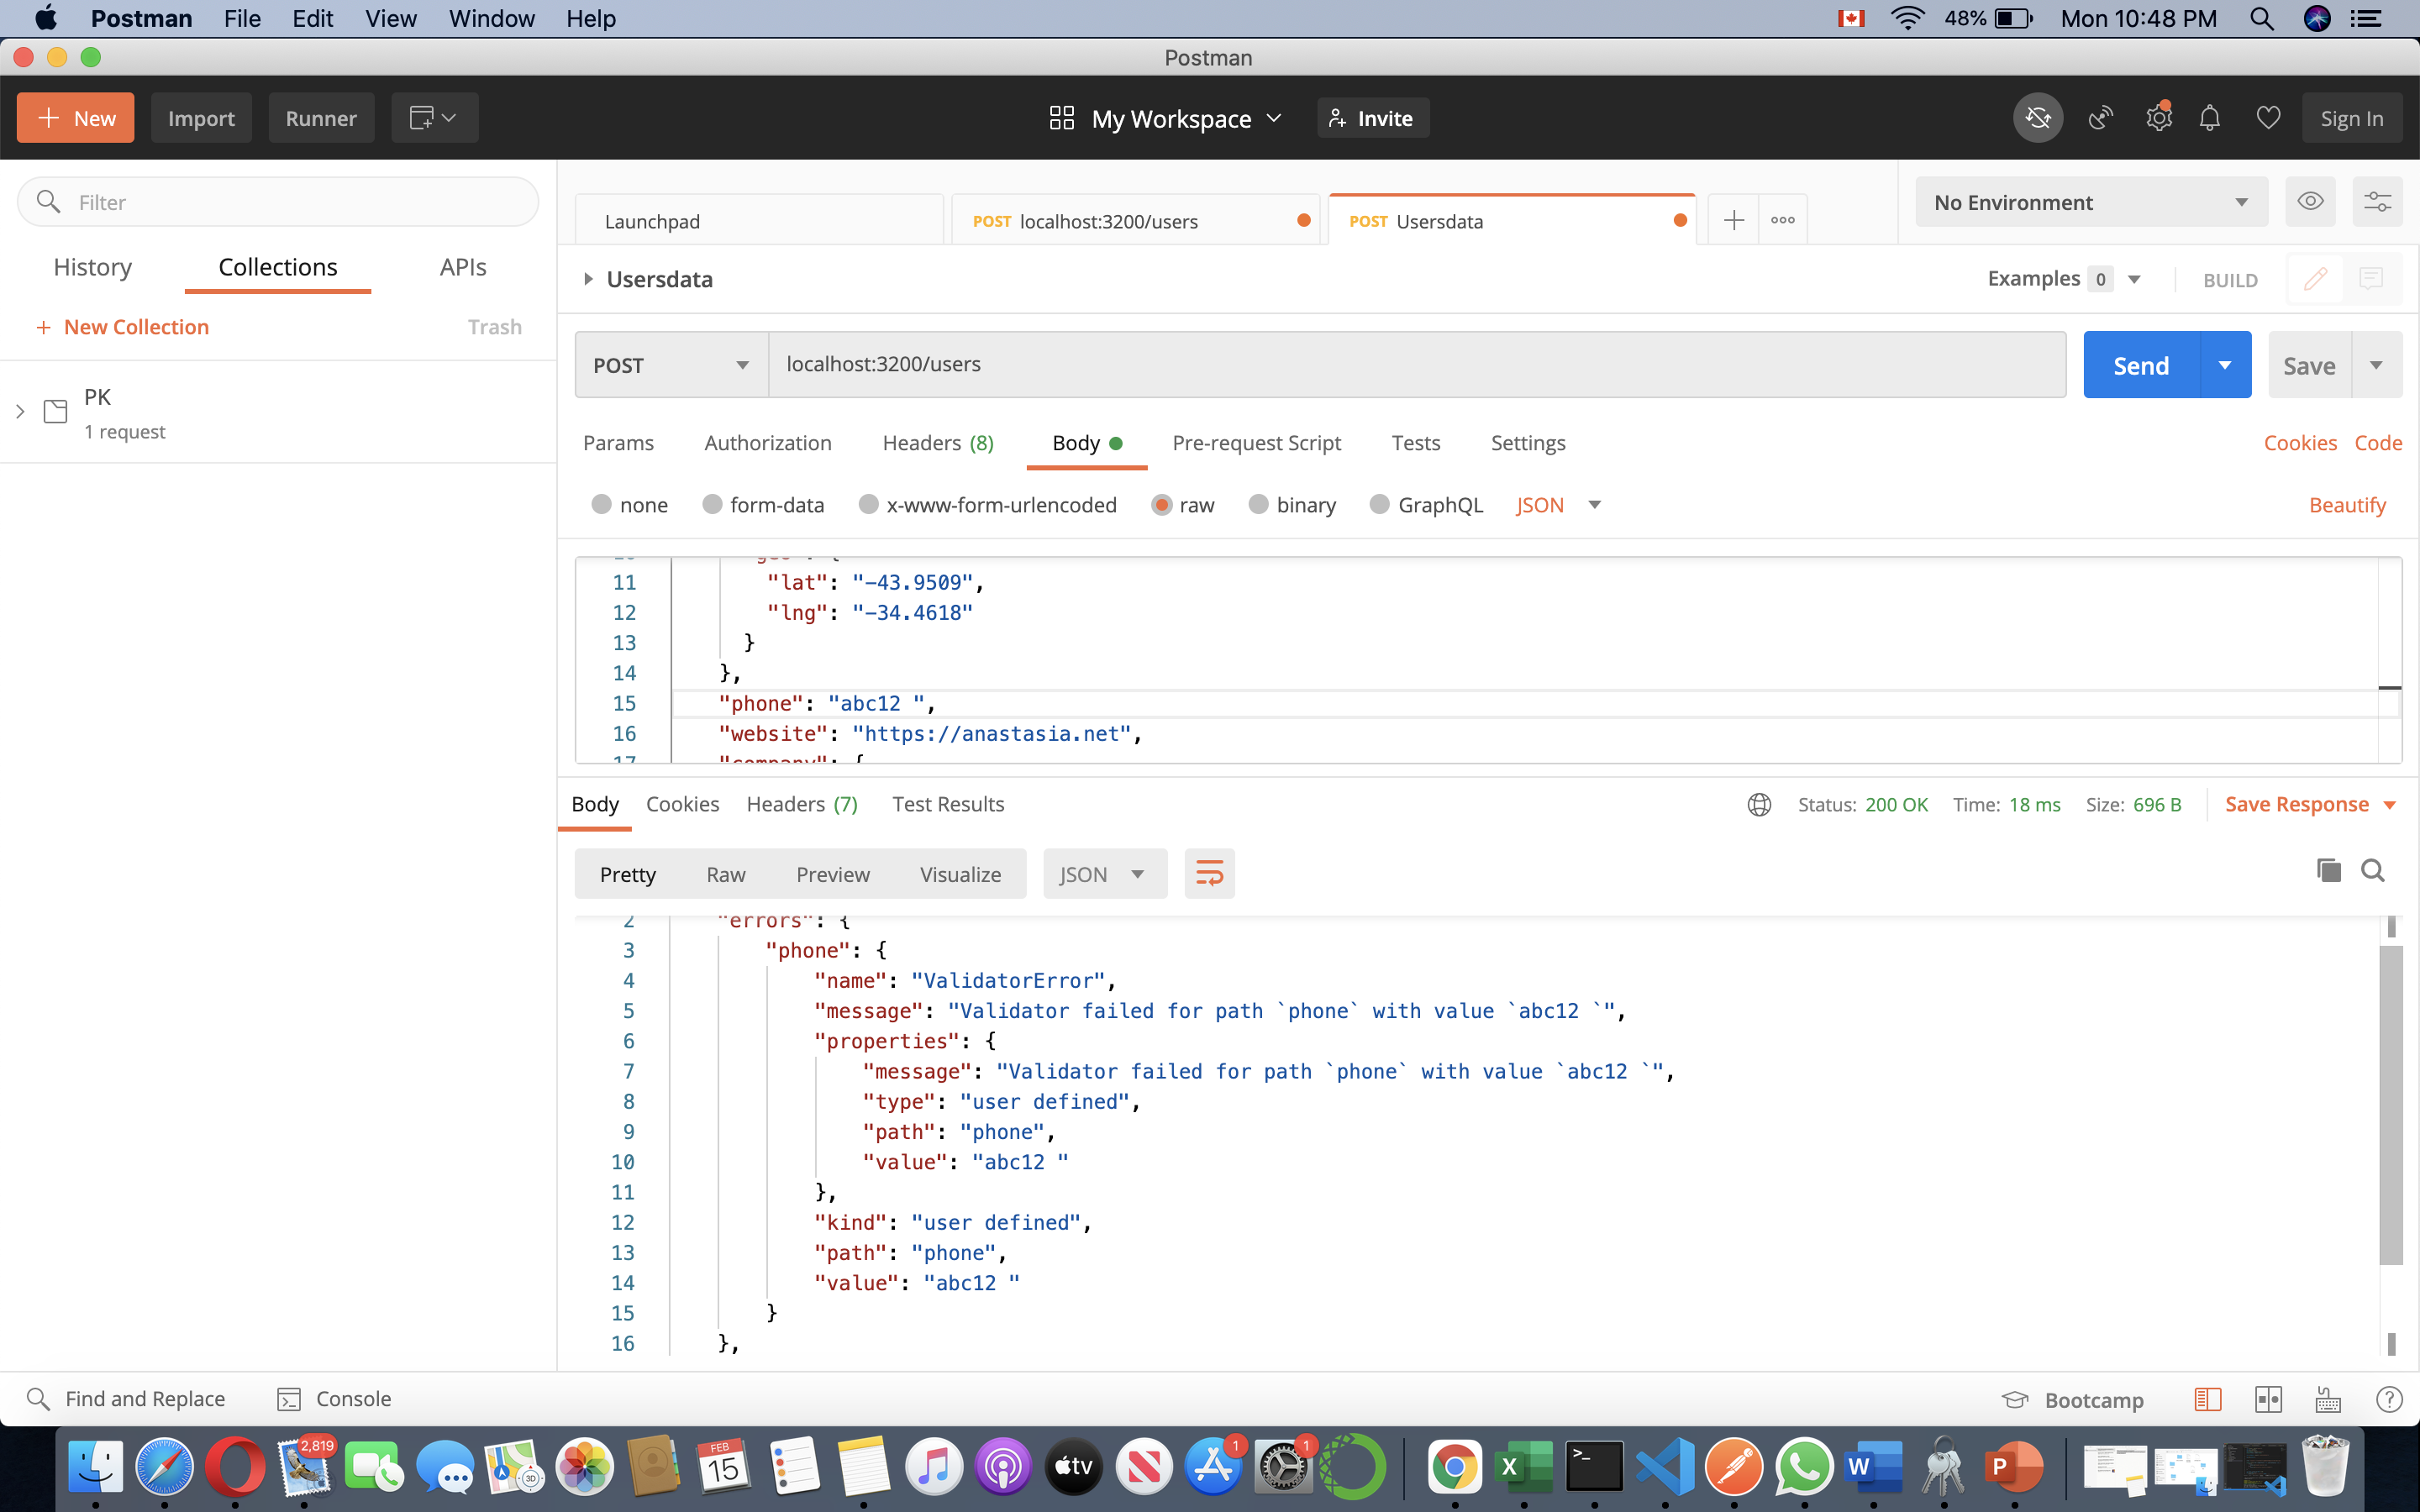 Postman File Edit View Window Help 48% Mon 10:48 PM
Postman
+ New Import Runner My Workspace Invite Sign In
Filter
History Collections APIs
+ New Collection Trash
PK
1 request
Launchpad POST localhost:3200/users POST Usersdata No Environment
Usersdata Examples 0 BUILD
POST localhost:3200/users Send Save
Params Authorization Headers (8) Body Pre-request Script Tests Settings Cookies Code
none form-data x-www-form-urlencoded raw binary GraphQL JSON Beautify
11 "lat": "-43.9509",
12 "lng": "-34.4618"
13 }
14 },
15 "phone": "abc12 ",
16 "website": "https://anastasia.net",
17 "company": {
Body Cookies Headers (7) Test Results Status: 200 OK Time: 18 ms Size: 696 B Save Response
Pretty Raw Preview Visualize JSON
2 "errors": {
3 "phone": {
4 "name": "ValidatorError",
5 "message": "Validator failed for path `phone` with value `abc12 `",
6 "properties": {
7 "message": "Validator failed for path `phone` with value `abc12 `",
8 "type": "user defined",
9 "path": "phone",
10 "value": "abc12 "
11 },
12 "kind": "user defined",
13 "path": "phone",
14 "value": "abc12 "
15 }
16 },
Find and Replace Console Bootcamp
2,819 3D FEB 15 tv 1 1 X >_ W P